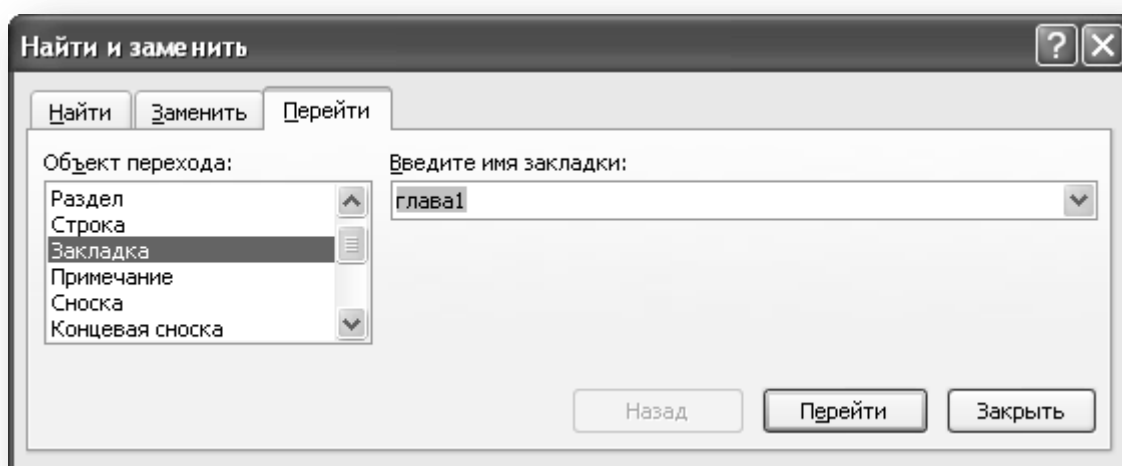 Найти и заменить
Найти Заменить Перейти
Объект перехода:
Раздел
Строка
Закладка
Примечание
Сноска
Концевая сноска
Введите имя закладки:
глава1
Назад Перейти Закрыть